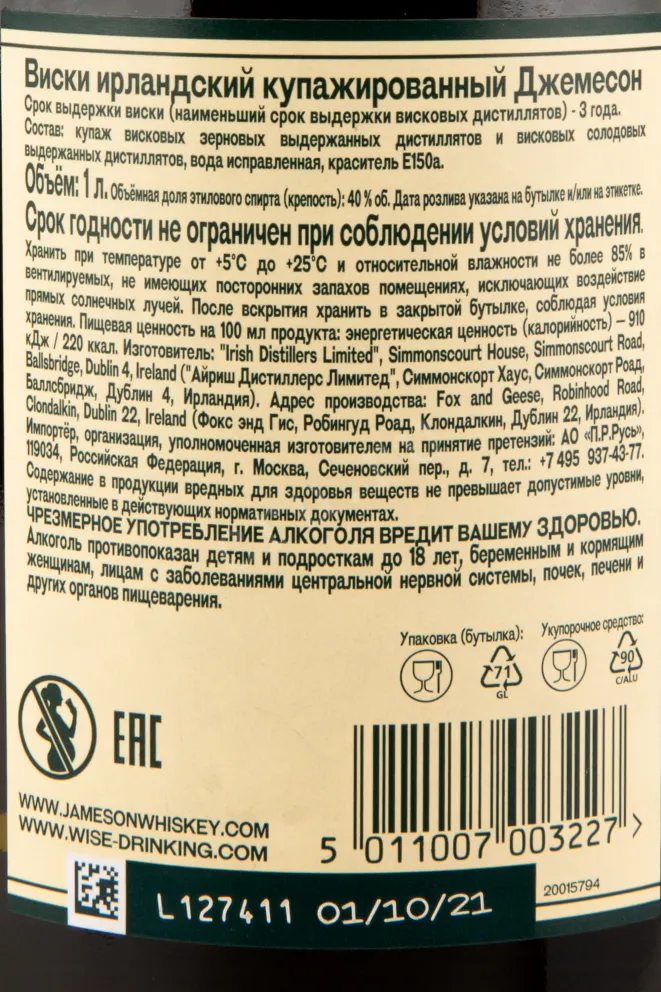 Виски ирландский купажированный Джемесон
Срок выдержки виски (наименьший срок выдержки висковых дистиллятов) - 3 года.
Состав: купаж висковых зерновых выдержанных дистиллятов и висковых солодовых
выдержанных дистиллятов, вода исправленная, краситель Е150а.
Объём: 1 л. Объёмная доля этилового спирта (крепость): 40 % об. Дата розлива указана на бутылке и/или на этикетке.
Срок годности не ограничен при соблюдении условий хранения.
Хранить при температуре от +5°С до +25°С и относительной влажности не более 85% в
вентилируемых, не имеющих посторонних запахов помещениях, исключающих воздействие
прямых солнечных лучей. После вскрытия хранить в закрытой бутылке, соблюдая условия
хранения. Пищевая ценность на 100 мл продукта: энергетическая ценность (калорийность) – 910
кДж / 220 ккал. Изготовитель: "Irish Distillers Limited", Simmonscourt House, Simmonscourt Road,
Ballsbridge, Dublin 4, Ireland ("Айриш Дистиллерс Лимитед", Симмонскорт Хаус, Симмонскорт Роад,
Баллсбридж, Дублин 4, Ирландия). Адрес производства: Fox and Geese, Robinhood Road,
Clondalkin, Dublin 22, Ireland (Фокс энд Гис, Робингуд Роад, Клондалкин, Дублин 22, Ирландия).
Импортёр, организация, уполномоченная изготовителем на принятие претензий: АО «П.Р.Русь»,
119034, Российская Федерация, г. Москва, Сеченовский пер., д. 7, тел.: +7 495 937-43-77.
Содержание в продукции вредных для здоровья веществ не превышает допустимые уровни,
установленные в действующих нормативных документах.
ЧРЕЗМЕРНОЕ УПОТРЕБЛЕНИЕ АЛКОГОЛЯ ВРЕДИТ ВАШЕМУ ЗДОРОВЬЮ.
Алкоголь противопоказан детям и подросткам до 18 лет, беременным и кормящим
женщинам, лицам с заболеваниями центральной нервной системы, почек, печени и
других органов пищеварения.
Упаковка (бутылка): Укупорочное средство:
71 90
GL C/ALU
EAC
WWW.JAMESONWHISKEY.COM
WWW.WISE-DRINKING.COM
5 011007 003227 >
L127411 01/10/21
20015794